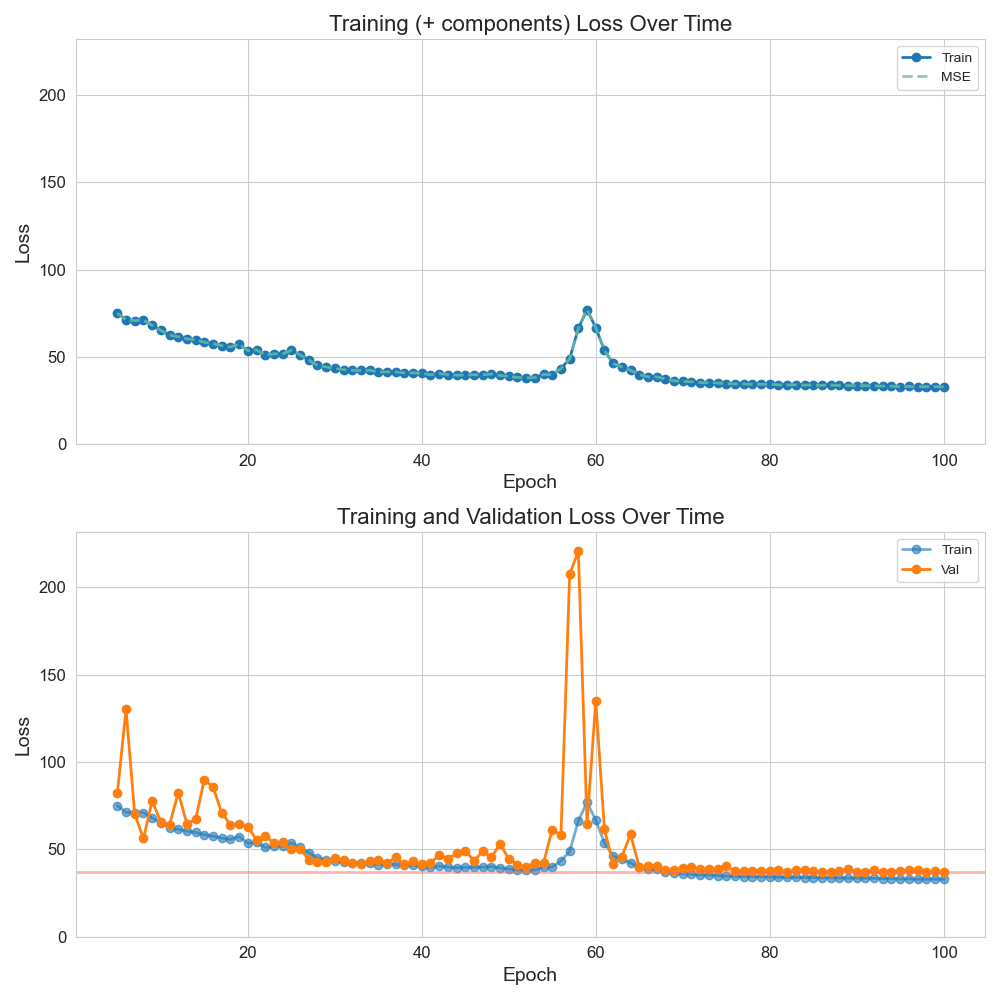 Training (+ components) Loss Over Time
Train
MSE
200
150
100
50
0
Loss
20 40 60 80 100
Epoch
Training and Validation Loss Over Time
Train
Val
200
150
100
50
0
Loss
20 40 60 80 100
Epoch